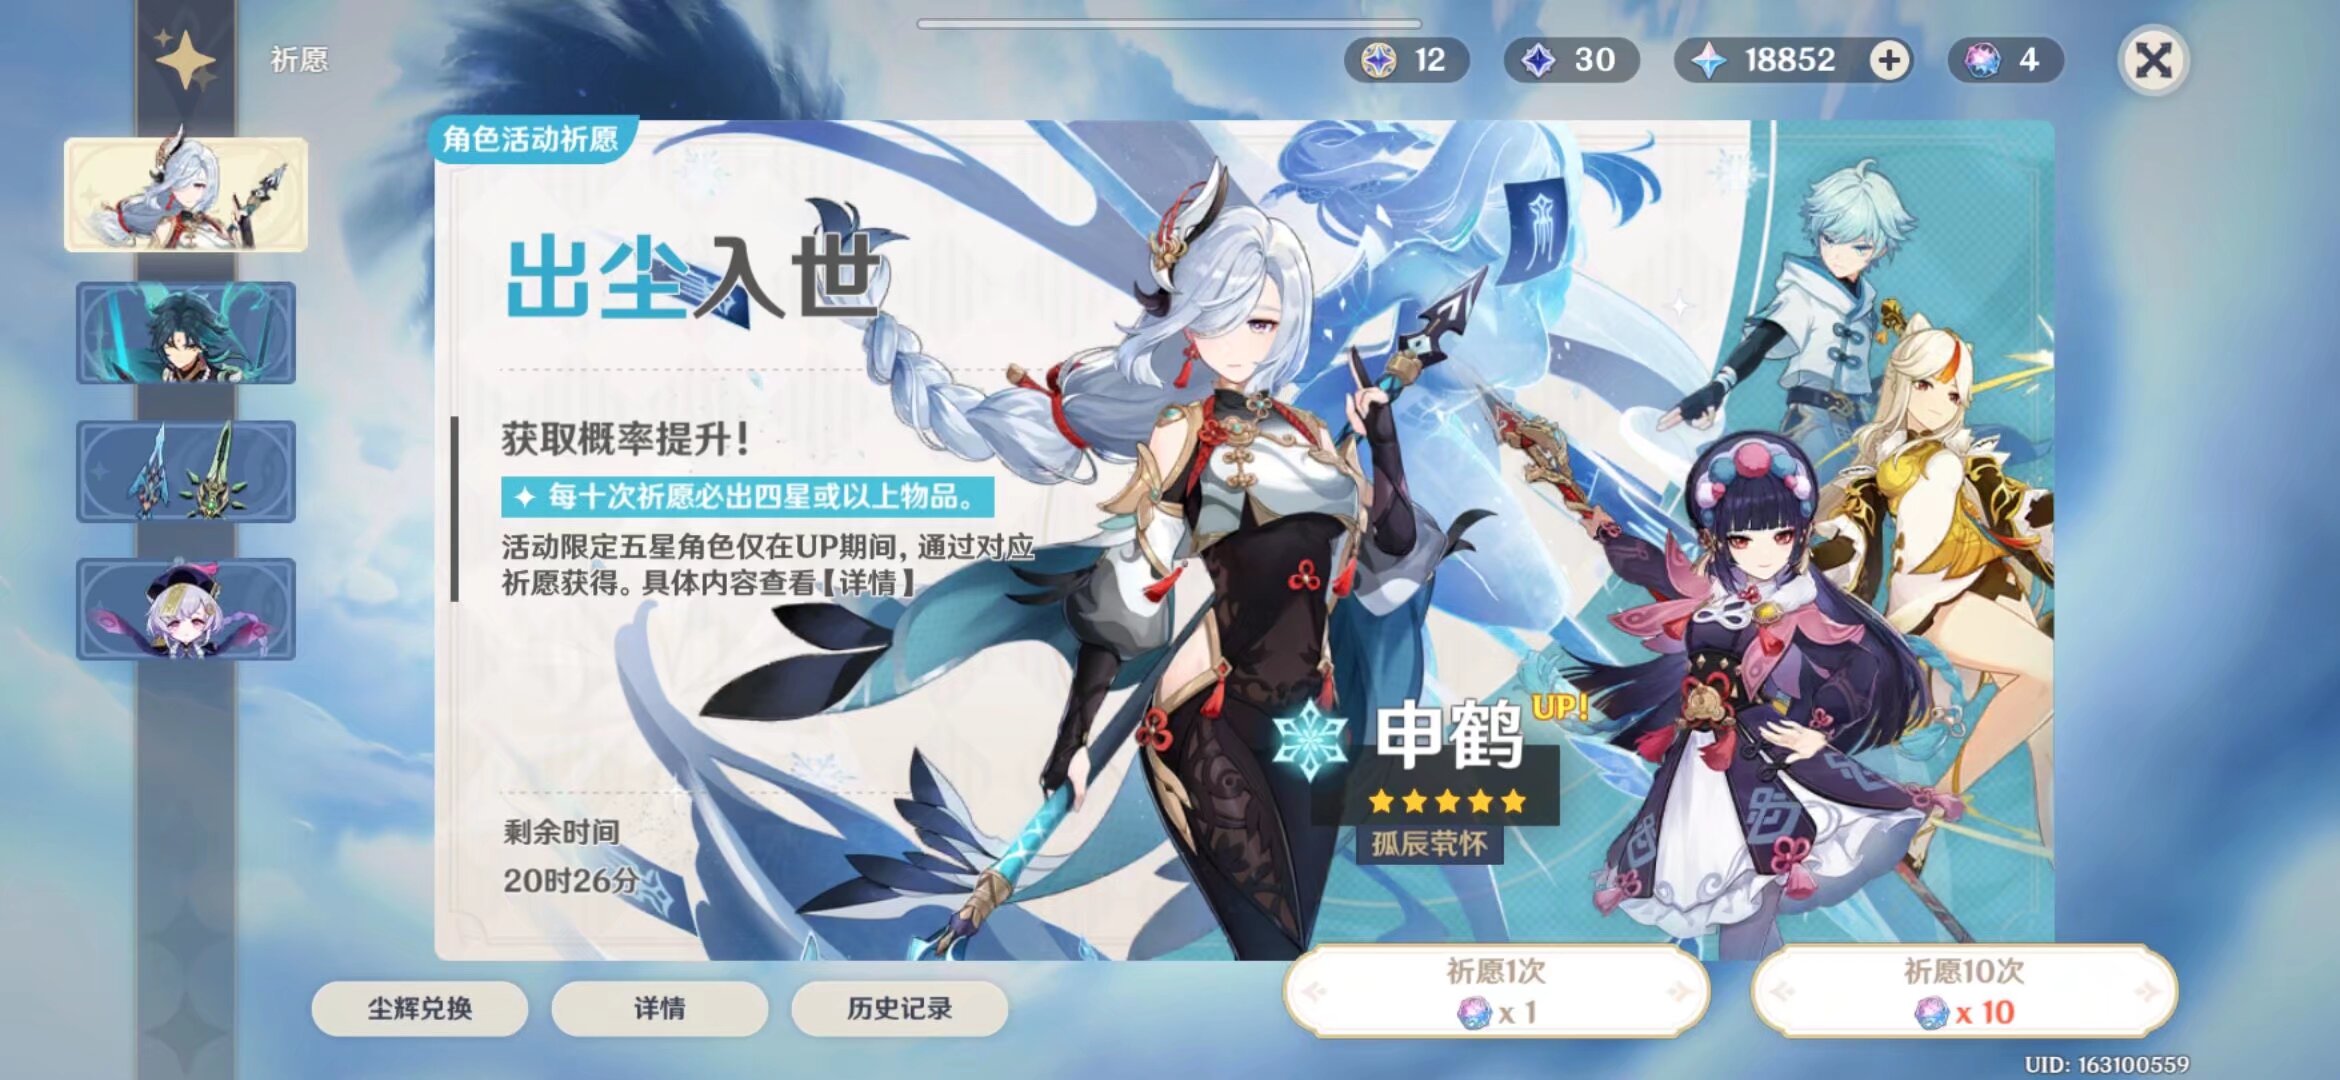 祈愿
12
30
18852
4
角色活动祈愿
出尘入世
获取概率提升！
每十次祈愿必出四星或以上物品。
活动限定五星角色仅在UP期间，通过对应
祈愿获得。具体内容查看【详情】
申鹤 UP!
孤辰茕怀
剩余时间
20时26分
尘辉兑换
详情
历史记录
祈愿1次
x 1
祈愿10次
x 10
UID: 163100559